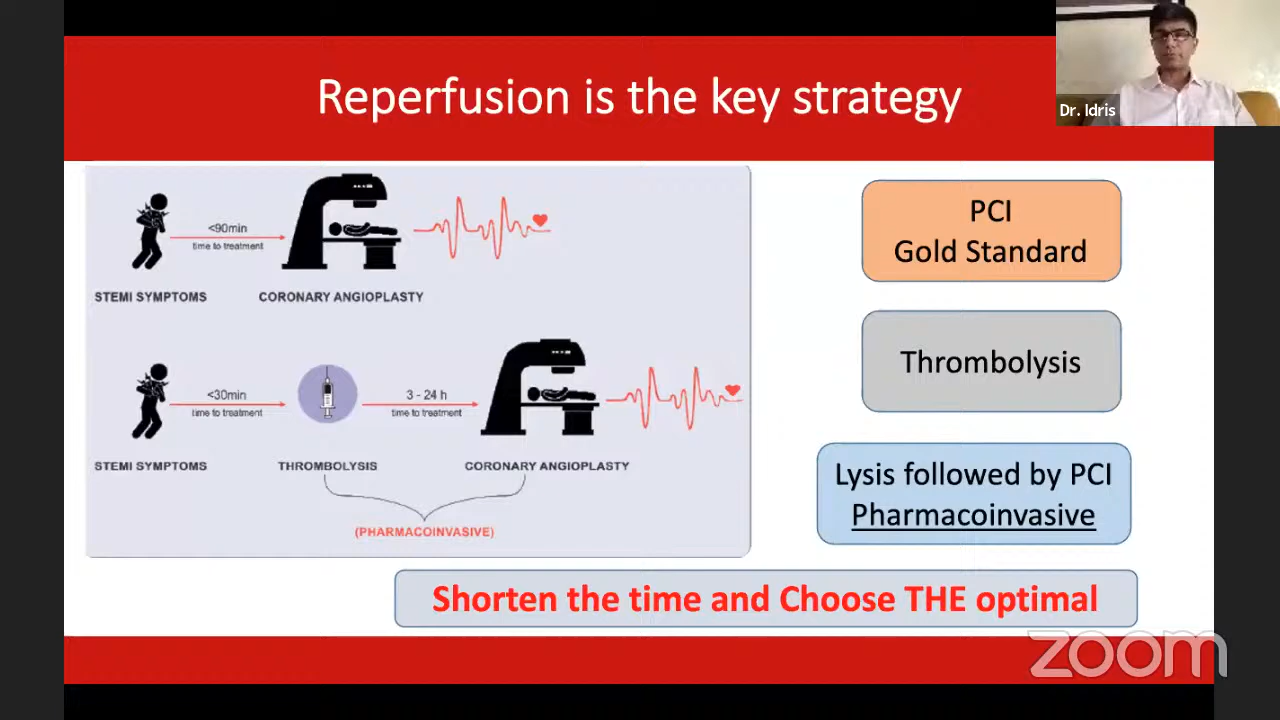 Reperfusion is the key strategy
Dr. Idris
<90min
time to treatment
STEMI SYMPTOMS
CORONARY ANGIOPLASTY
<30min
time to treatment
3 - 24 h
time to treatment
STEMI SYMPTOMS
THROMBOLYSIS
CORONARY ANGIOPLASTY
(PHARMACOINVASIVE)
PCI
Gold Standard
Thrombolysis
Lysis followed by PCI
Pharmacoinvasive
Shorten the time and Choose THE optimal
zoom